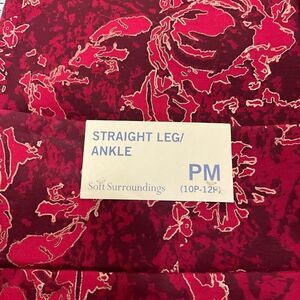 STRAIGHT LEG/
ANKLE
PM
Soft Surroundings (10P-12P)